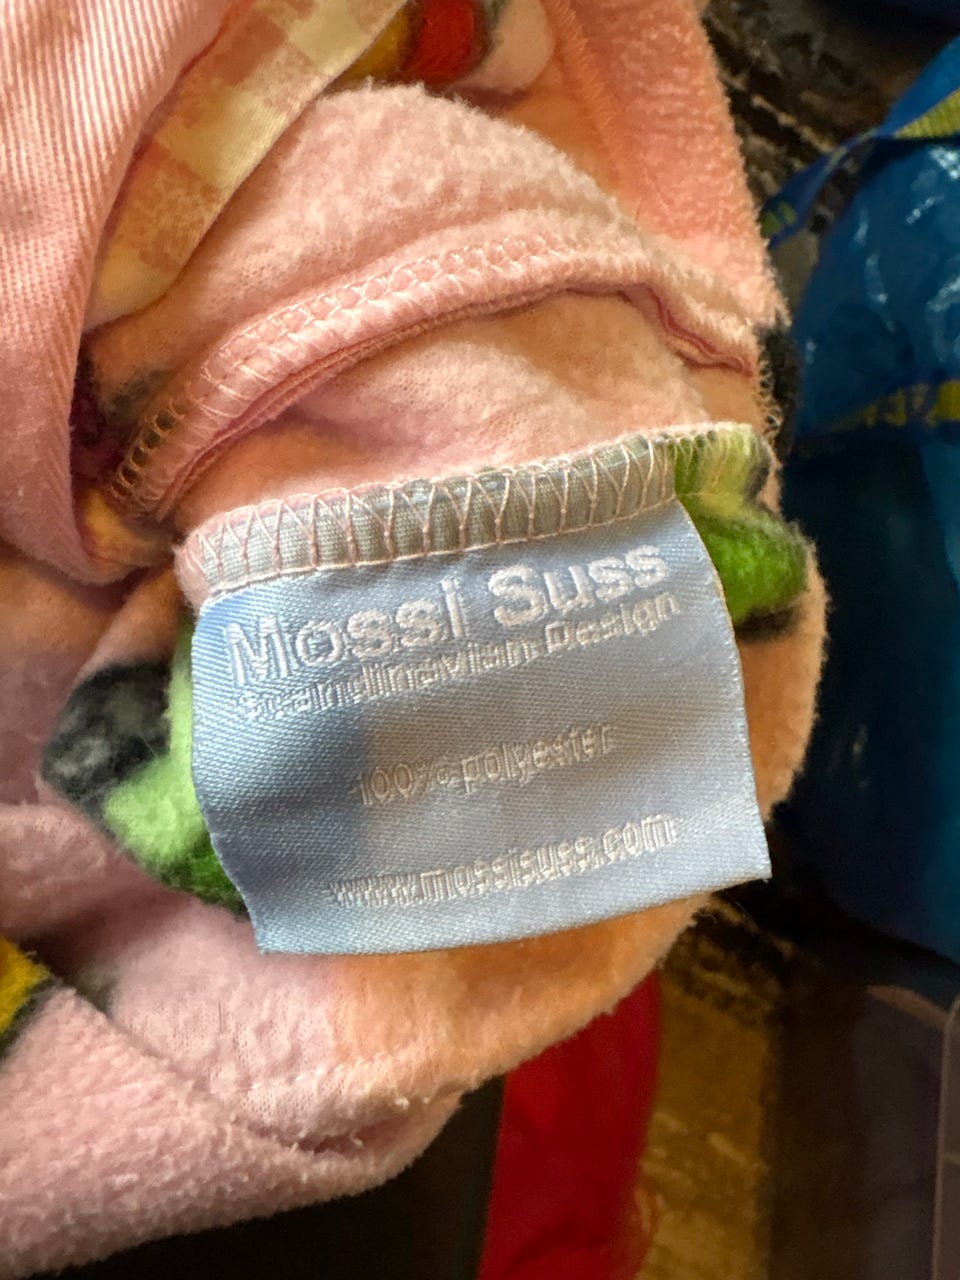 Mossi Suss
Scandinavian Design
100% polyester
www.mossisuss.com